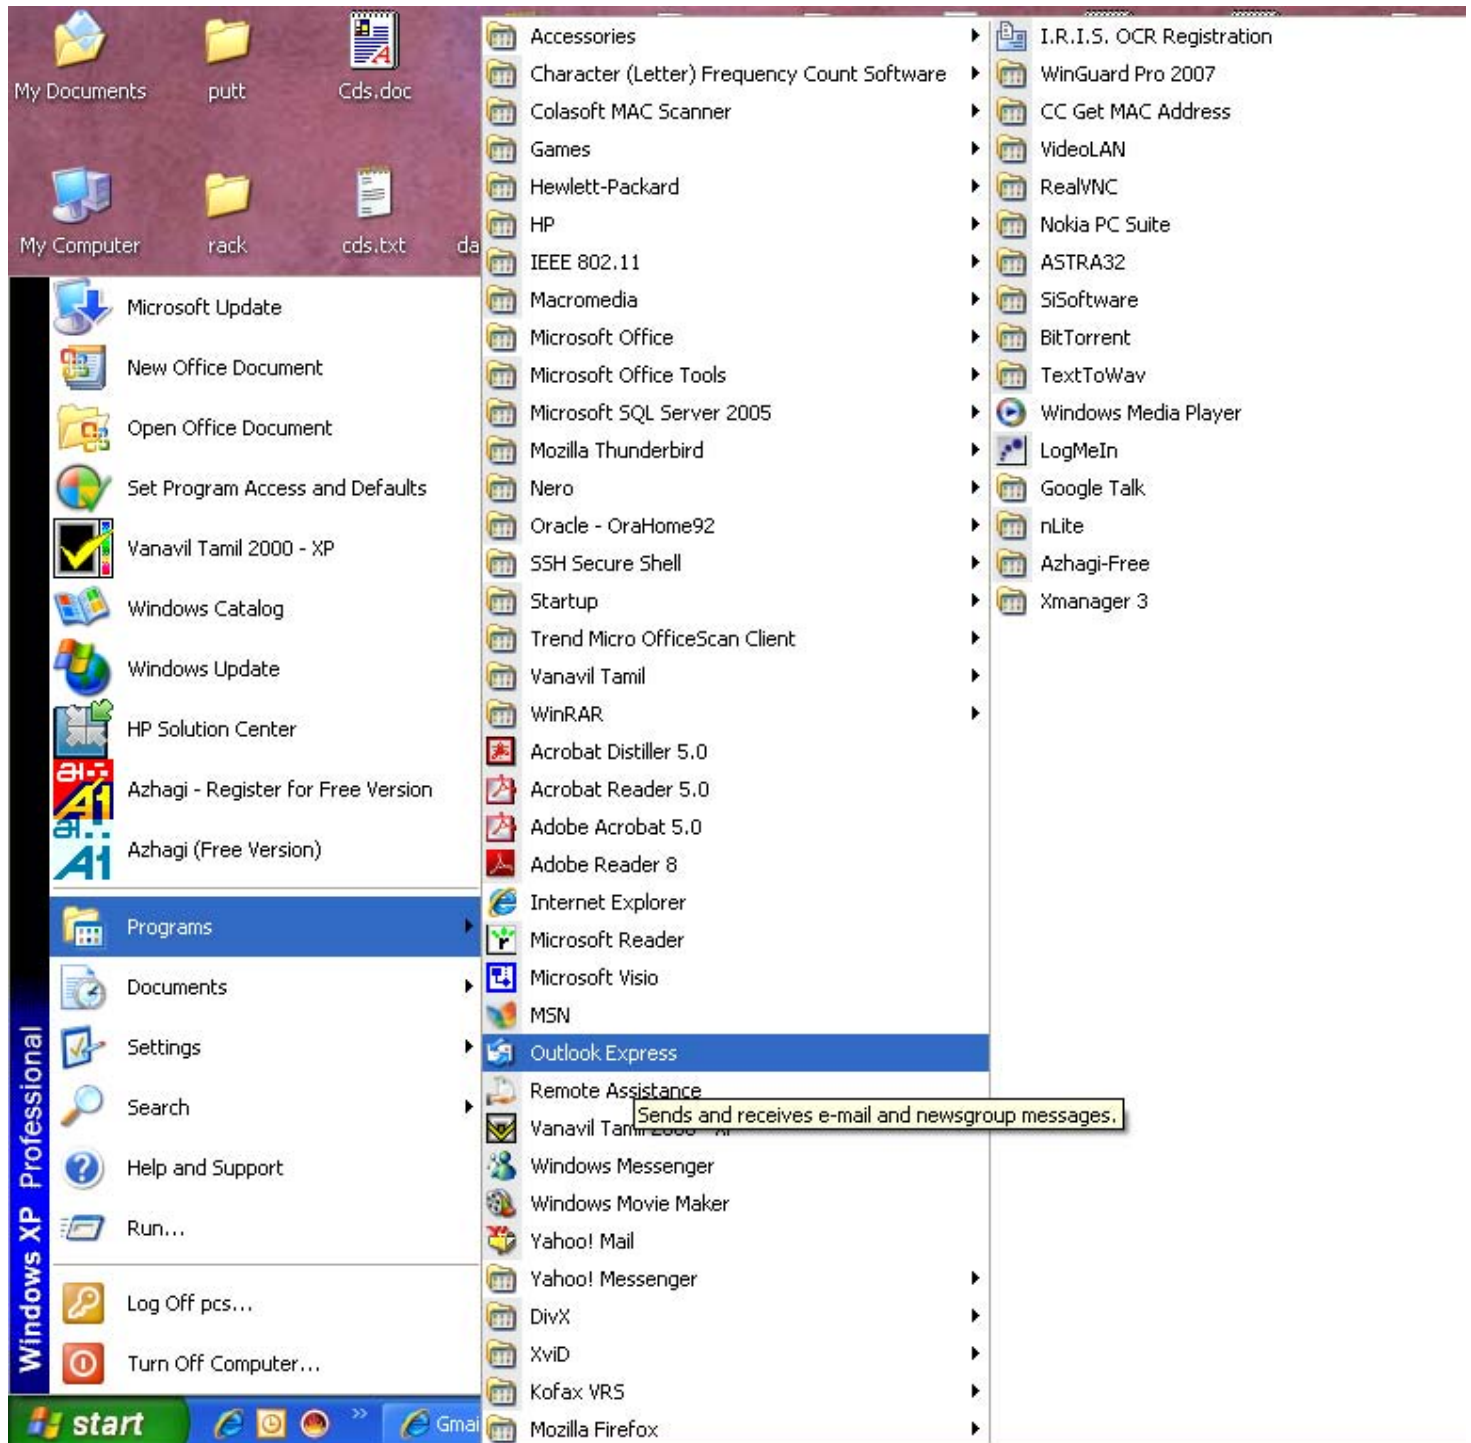 My Documents
putt
Cds.doc
My Computer
rack
cds.txt
da
Microsoft Update
New Office Document
Open Office Document
Set Program Access and Defaults
Vanavil Tamil 2000 - XP
Windows Catalog
Windows Update
HP Solution Center
Azhagi - Register for Free Version
Azhagi (Free Version)
Programs
Documents
Settings
Search
Help and Support
Run...
Log Off pcs...
Turn Off Computer...
Windows XP Professional
start
Gmai
Accessories
Character (Letter) Frequency Count Software
Colasoft MAC Scanner
Games
Hewlett-Packard
HP
IEEE 802.11
Macromedia
Microsoft Office
Microsoft Office Tools
Microsoft SQL Server 2005
Mozilla Thunderbird
Nero
Oracle - OraHome92
SSH Secure Shell
Startup
Trend Micro OfficeScan Client
Vanavil Tamil
WinRAR
Acrobat Distiller 5.0
Acrobat Reader 5.0
Adobe Acrobat 5.0
Adobe Reader 8
Internet Explorer
Microsoft Reader
Microsoft Visio
MSN
Outlook Express
Remote Assistance
Sends and receives e-mail and newsgroup messages.
Vanavil Tamil 2000 - XP
Windows Messenger
Windows Movie Maker
Yahoo! Mail
Yahoo! Messenger
DivX
XviD
Kofax VRS
Mozilla Firefox
I.R.I.S. OCR Registration
WinGuard Pro 2007
CC Get MAC Address
VideoLAN
RealVNC
Nokia PC Suite
ASTRA32
SiSoftware
BitTorrent
TextToWav
Windows Media Player
LogMeIn
Google Talk
nLite
Azhagi-Free
Xmanager 3